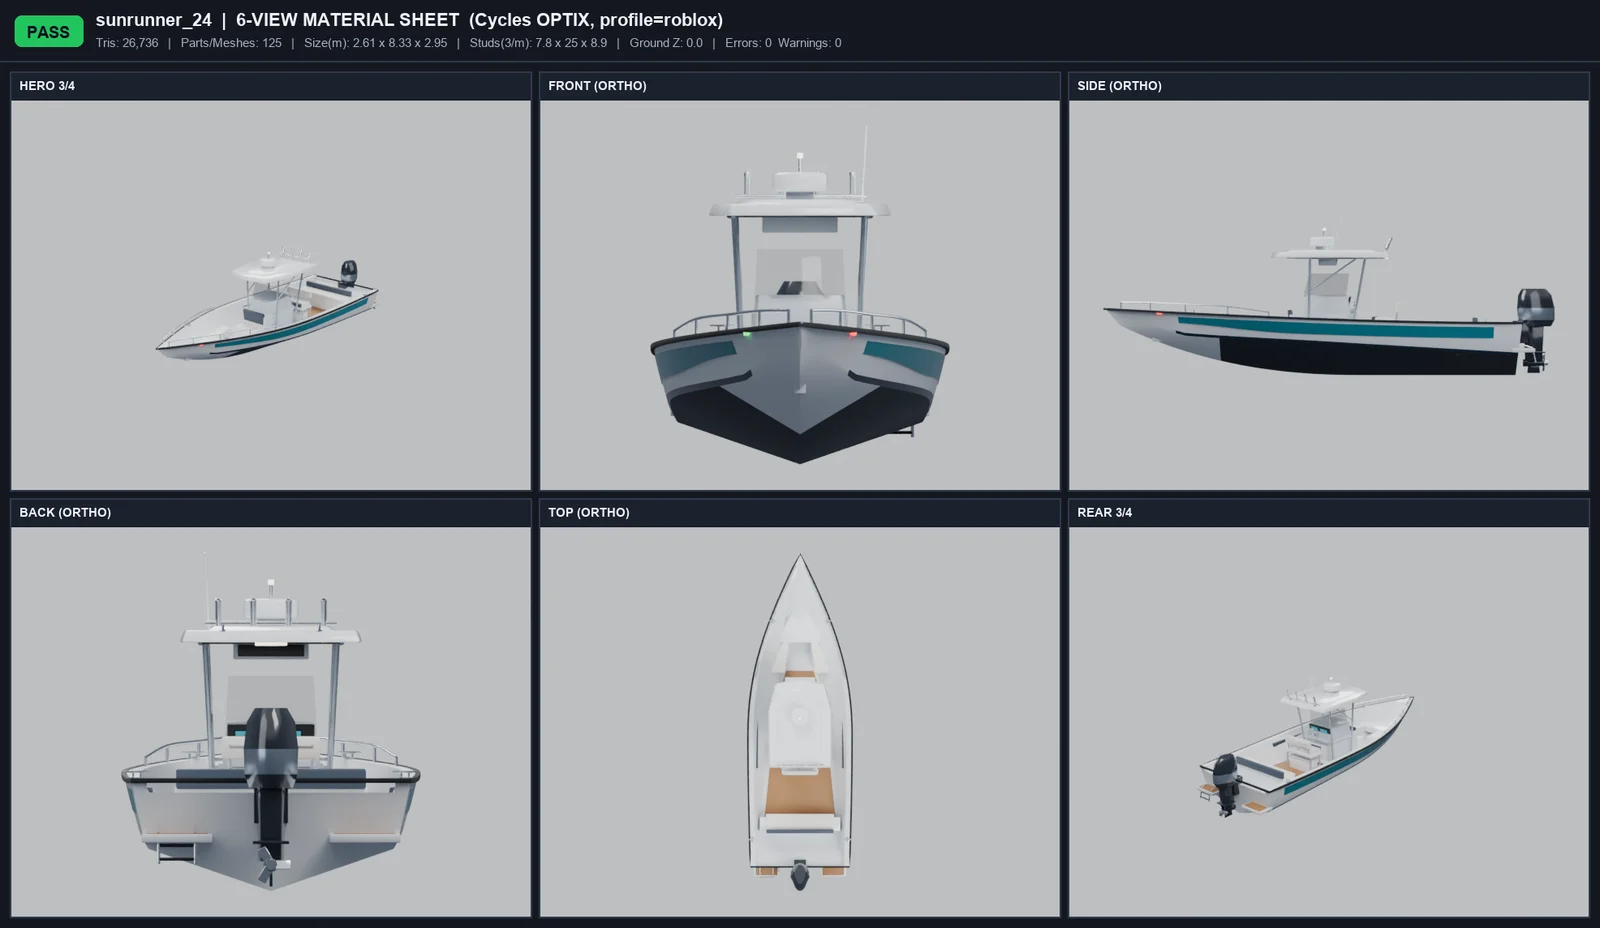 PASS
sunrunner_24 | 6-VIEW MATERIAL SHEET (Cycles OPTIX, profile=roblox)
Tris: 26,736 | Parts/Meshes: 125 | Size(m): 2.61 x 8.33 x 2.95 | Studs(3/m): 7.8 x 25 x 8.9 | Ground Z: 0.0 | Errors: 0 Warnings: 0
HERO 3/4
FRONT (ORTHO)
SIDE (ORTHO)
BACK (ORTHO)
TOP (ORTHO)
REAR 3/4